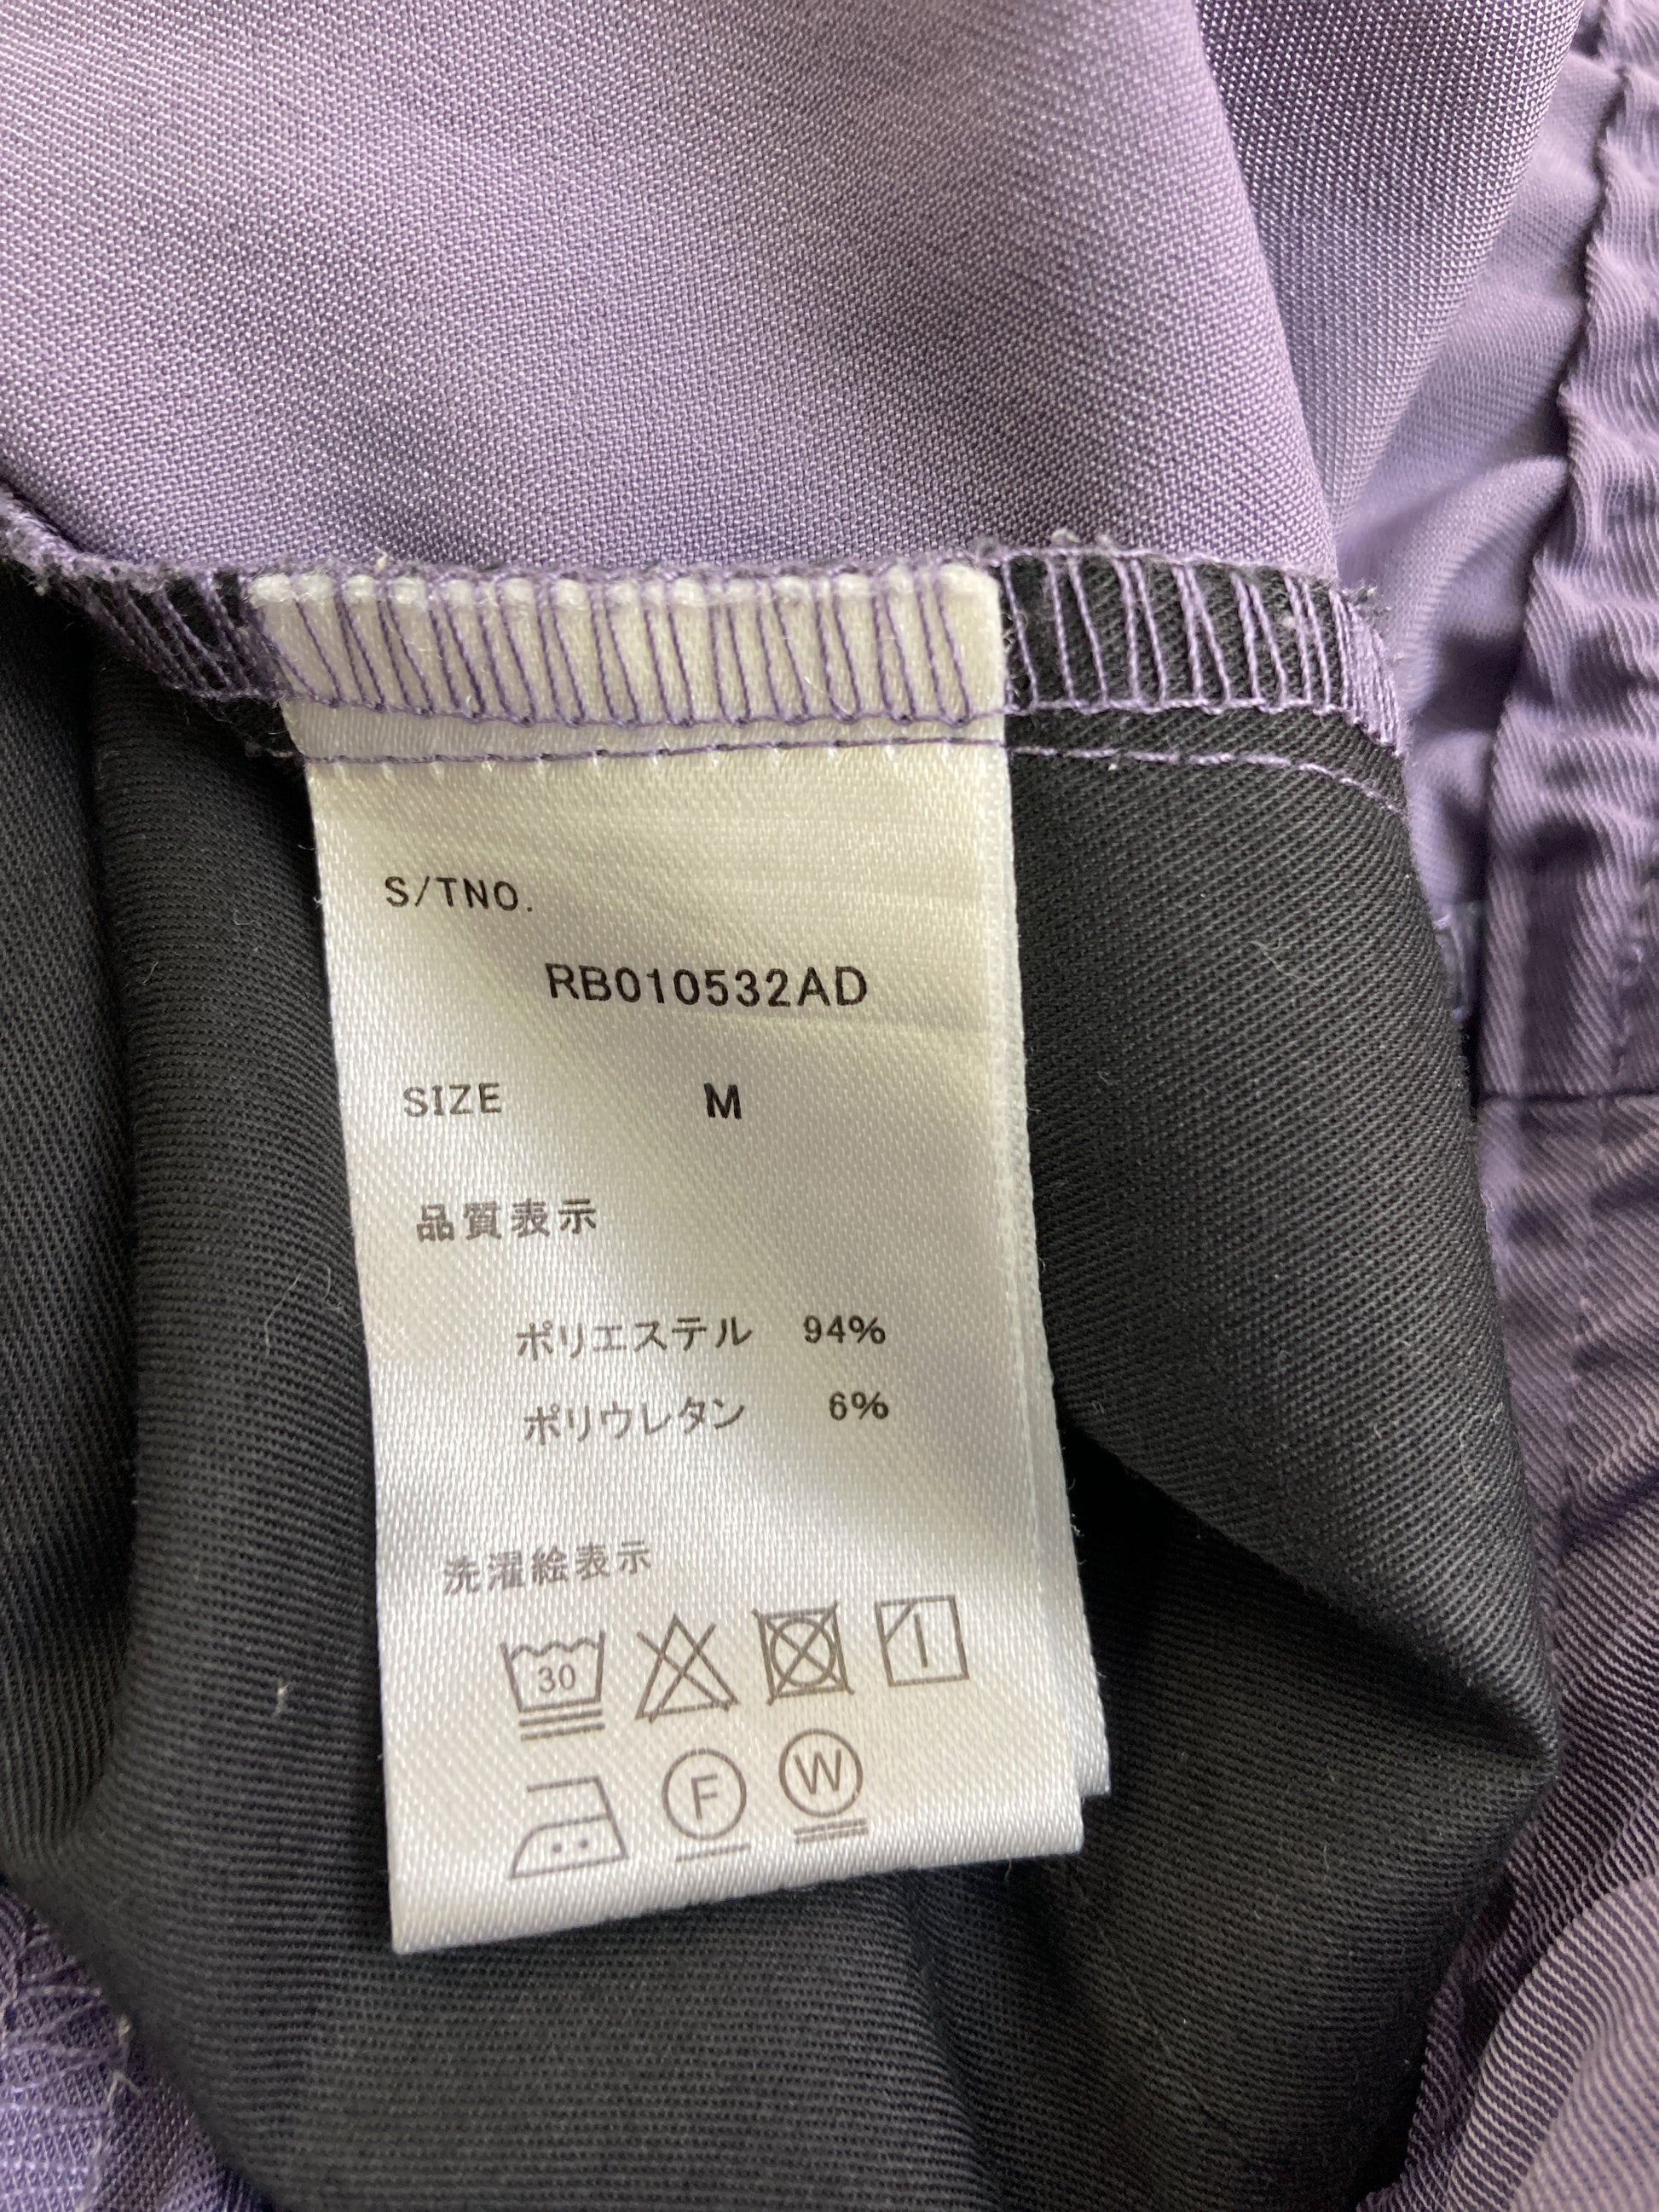 S/TNO.
RB010532AD
SIZE M
品質表示
ポリエステル 94%
ポリウレタン 6%
洗濯絵表示
30
F W